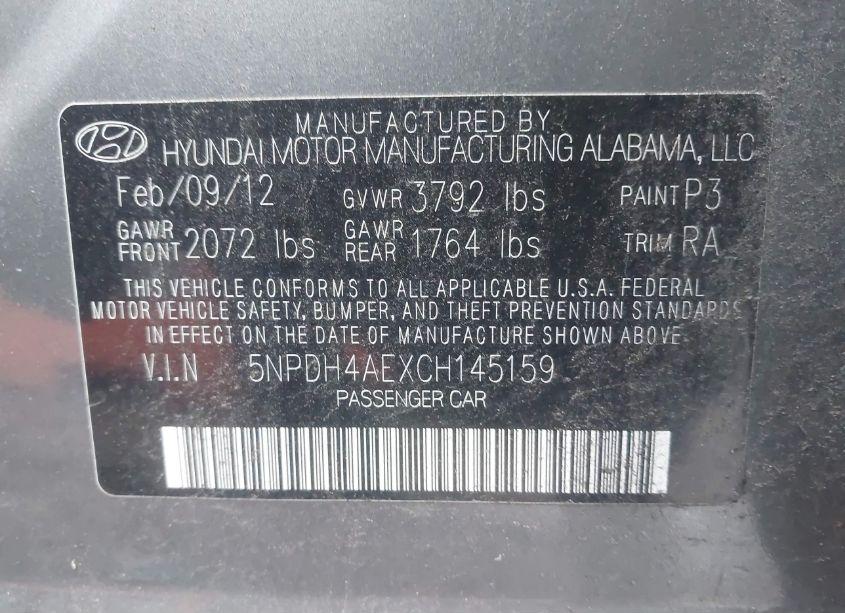 MANUFACTURED BY
HYUNDAI MOTOR MANUFACTURING ALABAMA, LLC
Feb/09/12 GVWR 3792 lbs PAINT P3
GAWR FRONT 2072 lbs GAWR REAR 1764 lbs TRIM RA
THIS VEHICLE CONFORMS TO ALL APPLICABLE U.S.A. FEDERAL
MOTOR VEHICLE SAFETY, BUMPER, AND THEFT PREVENTION STANDARDS
IN EFFECT ON THE DATE OF MANUFACTURE SHOWN ABOVE
V.I.N 5NPDH4AEXCH145159
PASSENGER CAR